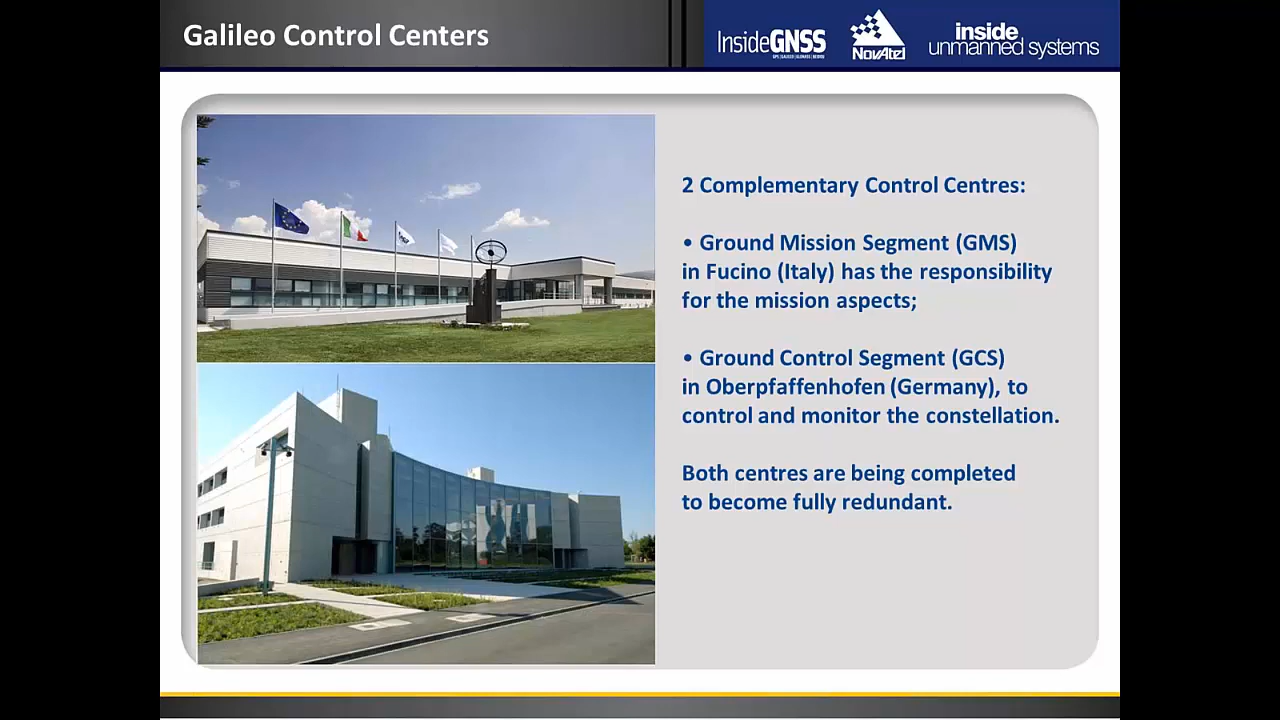 Galileo Control Centers
InsideGNSS
NovAtel
inside
unmanned systems
2 Complementary Control Centres:
• Ground Mission Segment (GMS)
in Fucino (Italy) has the responsibility
for the mission aspects;
• Ground Control Segment (GCS)
in Oberpfaffenhofen (Germany), to
control and monitor the constellation.
Both centres are being completed
to become fully redundant.